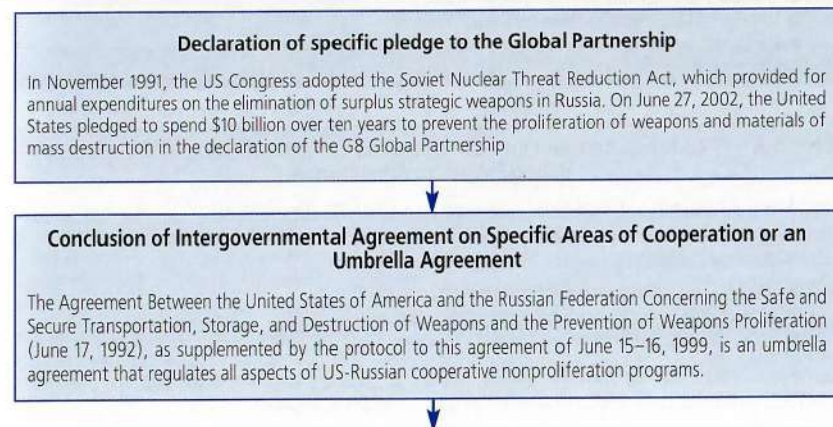 Declaration of specific pledge to the Global Partnership
In November 1991, the US Congress adopted the Soviet Nuclear Threat Reduction Act, which provided for
annual expenditures on the elimination of surplus strategic weapons in Russia. On June 27, 2002, the United
States pledged to spend $10 billion over ten years to prevent the proliferation of weapons and materials of
mass destruction in the declaration of the G8 Global Partnership
Conclusion of Intergovernmental Agreement on Specific Areas of Cooperation or an
Umbrella Agreement
The Agreement Between the United States of America and the Russian Federation Concerning the Safe and
Secure Transportation, Storage, and Destruction of Weapons and the Prevention of Weapons Proliferation
(June 17, 1992), as supplemented by the protocol to this agreement of June 15–16, 1999, is an umbrella
agreement that regulates all aspects of US-Russian cooperative nonproliferation programs.